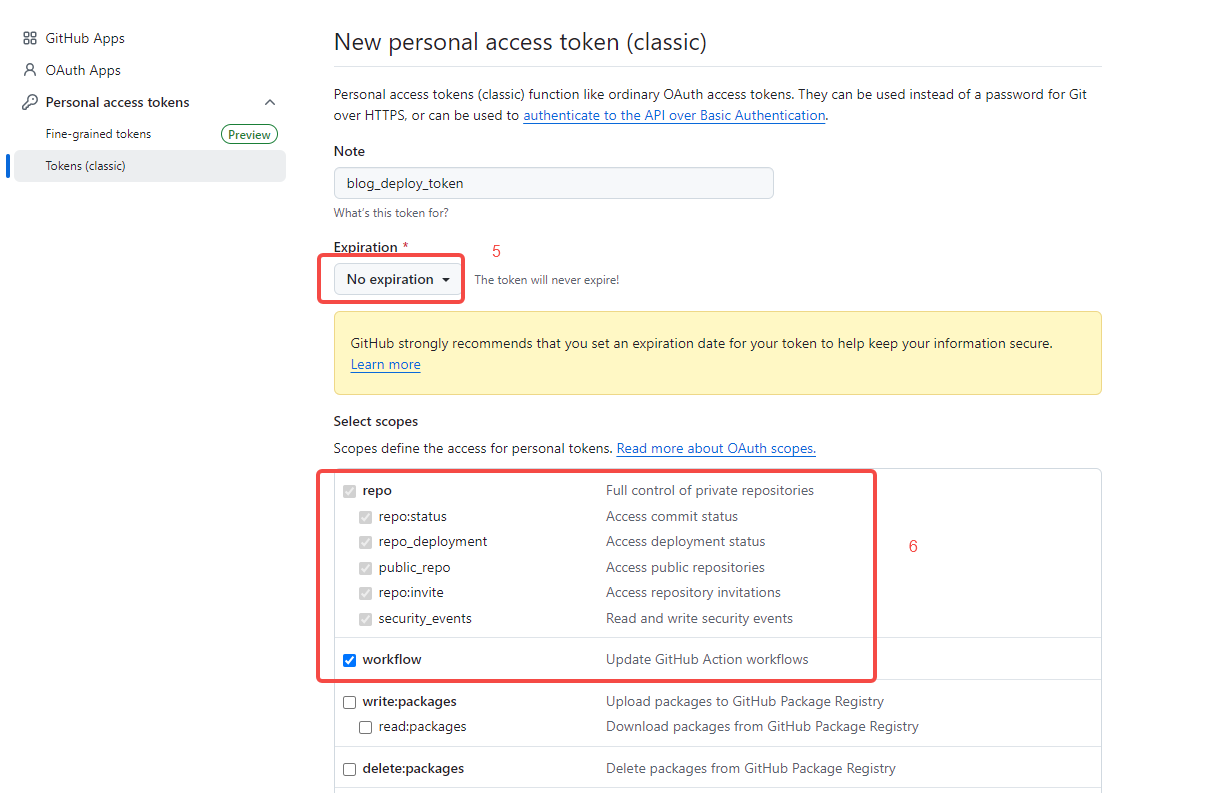 GitHub Apps
OAuth Apps
Personal access tokens
Fine-grained tokens Preview
Tokens (classic)
New personal access token (classic)
Personal access tokens (classic) function like ordinary OAuth access tokens. They can be used instead of a password for Git
over HTTPS, or can be used to authenticate to the API over Basic Authentication.
Note
blog_deploy_token
What's this token for?
Expiration *
5
No expiration
The token will never expire!
GitHub strongly recommends that you set an expiration date for your token to help keep your information secure.
Learn more
Select scopes
Scopes define the access for personal tokens. Read more about OAuth scopes.
repo Full control of private repositories
repo:status Access commit status
repo_deployment Access deployment status
6
public_repo Access public repositories
repo:invite Access repository invitations
security_events Read and write security events
workflow Update GitHub Action workflows
write:packages Upload packages to GitHub Package Registry
read:packages Download packages from GitHub Package Registry
delete:packages Delete packages from GitHub Package Registry